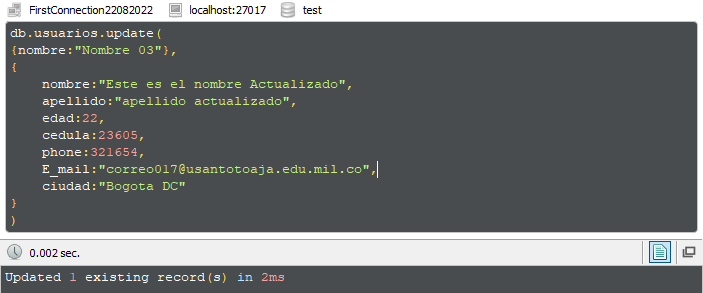 FirstConnection22082022 localhost:27017 test
db.usuarios.update(
{nombre:"Nombre 03"},
{
nombre:"Este es el nombre Actualizado",
apellido:"apellido actualizado",
edad:22,
cedula:23605,
phone:321654,
E_mail:"correo017@usantotoaja.edu.mil.co",
ciudad:"Bogota DC"
}
)
0.002 sec.
Updated 1 existing record(s) in 2ms